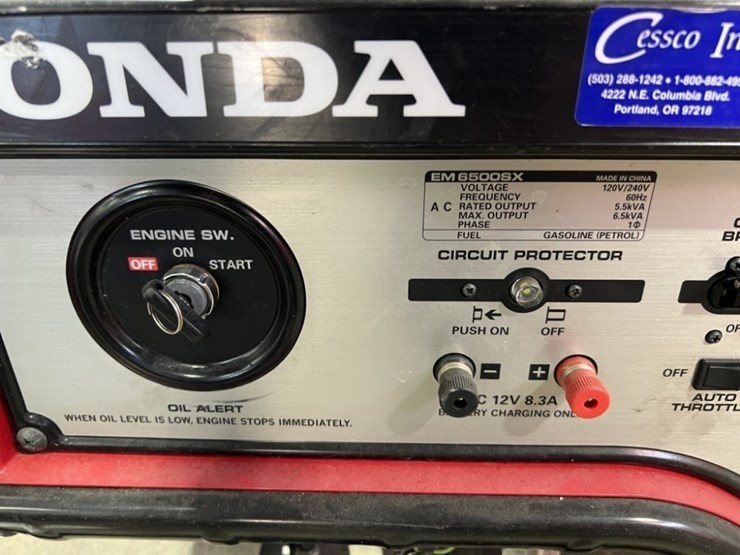 ONDA
Cessco In
(503) 288-1242 • 1-800-882-495
4222 N.E. Columbia Blvd.
Portland, OR 97218
EM6500SX MADE IN CHINA
VOLTAGE 120V/240V
FREQUENCY 60Hz
AC RATED OUTPUT 5.5kVA
MAX. OUTPUT 6.5kVA
PHASE 1Φ
FUEL GASOLINE (PETROL)
ENGINE SW.
ON
OFF START
CIRCUIT PROTECTOR
PUSH ON OFF
− +
C 12V 8.3A
CHARGING
OIL ALERT
WHEN OIL LEVEL IS LOW, ENGINE STOPS IMMEDIATELY.
OFF
AUTO
THROTTL